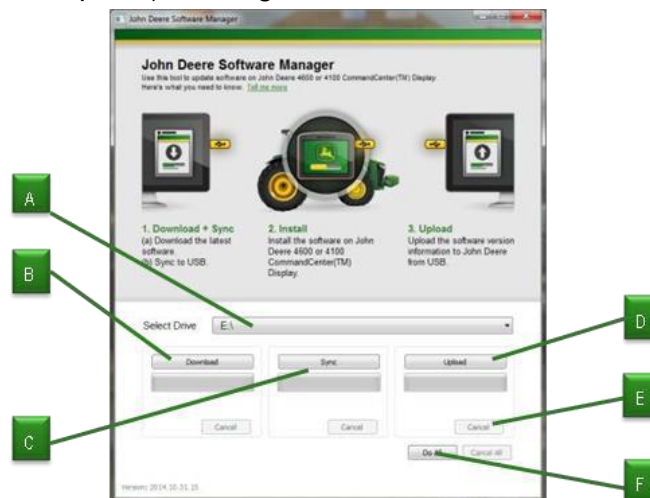 John Deere Software Manager
John Deere Software Manager
Use this tool to update software on John Deere 4600 or 4100 CommandCenter(TM) Display.
Here's what you need to know: Tell me more
1. Download + Sync
(a) Download the latest
software.
(b) Sync to USB.
2. Install
Install the software on John
Deere 4600 or 4100
CommandCenter(TM)
Display.
3. Upload
Upload the software version
information to John Deere
from USB.
A
B
C
D
E
F
Select Drive E:\
Download Sync Upload
Cancel Cancel Cancel
Do All Cancel All
Version: 2014.10.31.15